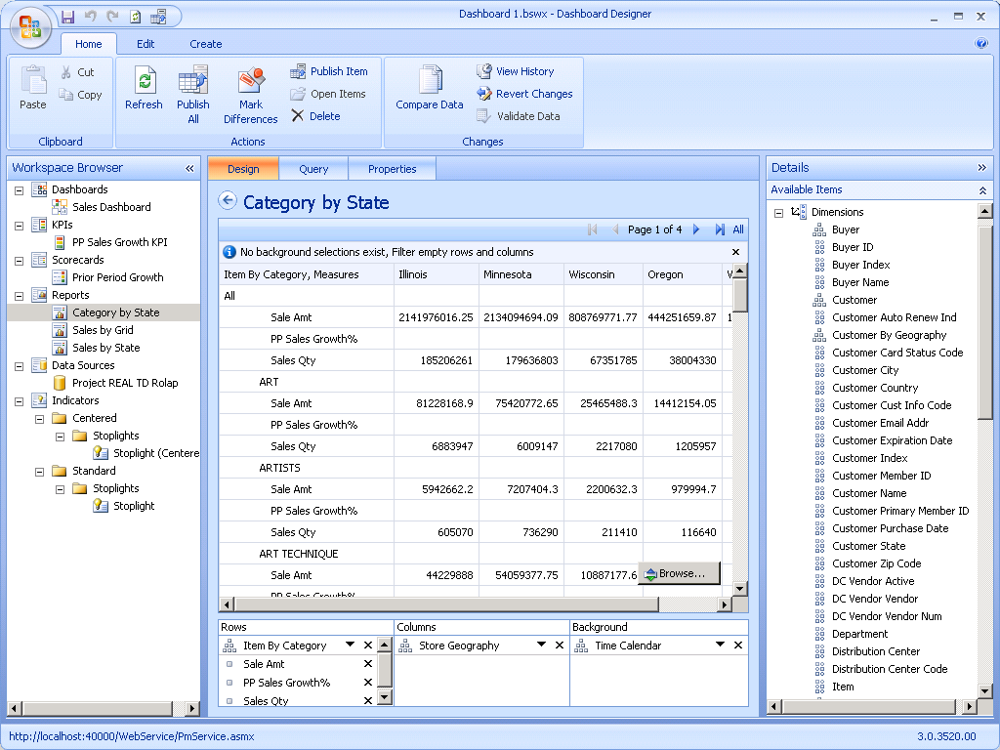 Dashboard 1.bswx - Dashboard Designer
Home Edit Create
Paste
Cut
Copy
Clipboard
Refresh
Publish All
Mark Differences
Publish Item
Open Items
Delete
Actions
Compare Data
View History
Revert Changes
Validate Data
Changes
Workspace Browser
Dashboards
Sales Dashboard
KPIs
PP Sales Growth KPI
Scorecards
Prior Period Growth
Reports
Category by State
Sales by Grid
Sales by State
Data Sources
Project REAL TD Rolap
Indicators
Centered
Stoplights
Stoplight (Centere
Standard
Stoplights
Stoplight
Design Query Properties
Category by State
Page 1 of 4 All
No background selections exist, Filter empty rows and columns
Item By Category, Measures Illinois Minnesota Wisconsin Oregon
All
Sale Amt 2141976016.25 2134094694.09 808769771.77 444251659.87
PP Sales Growth%
Sales Qty 185206261 179636803 67351785 38004330
ART
Sale Amt 81228168.9 75420772.65 25465488.3 14412154.05
PP Sales Growth%
Sales Qty 6883947 6009147 2217080 1205957
ARTISTS
Sale Amt 5942662.2 7207404.3 2200632.3 979994.7
PP Sales Growth%
Sales Qty 605070 736290 211410 116640
ART TECHNIQUE
Sale Amt 44229888 54059377.75 10887177.6
Browse...
PP Sales Growth%
Rows
Item By Category
Sale Amt
PP Sales Growth%
Sales Qty
Columns
Store Geography
Background
Time Calendar
Details
Available Items
Dimensions
Buyer
Buyer ID
Buyer Index
Buyer Name
Customer
Customer Auto Renew Ind
Customer By Geography
Customer Card Status Code
Customer City
Customer Country
Customer Cust Info Code
Customer Email Addr
Customer Expiration Date
Customer Index
Customer Member ID
Customer Name
Customer Primary Member ID
Customer Purchase Date
Customer State
Customer Zip Code
DC Vendor Active
DC Vendor Vendor
DC Vendor Vendor Num
Department
Distribution Center
Distribution Center Code
Item
http://localhost:40000/WebService/PmService.asmx
3.0.3520.00